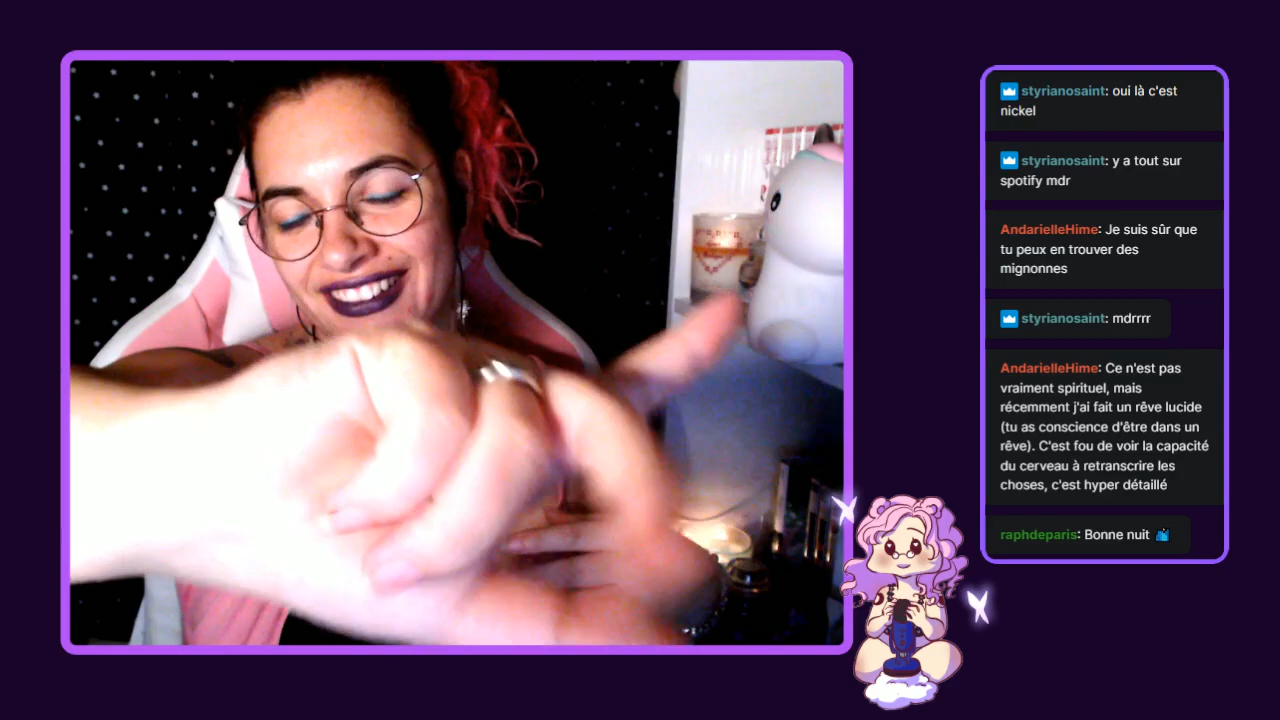 styrianosaint: oui là c'est
nickel
styrianosaint: y a tout sur
spotify mdr
AndarielleHime: Je suis sûr que
tu peux en trouver des
mignonnes
styrianosaint: mdrrrr
AndarielleHime: Ce n'est pas
vraiment spirituel, mais
récemment j'ai fait un rêve lucide
(tu as conscience d'être dans un
rêve). C'est fou de voir la capacité
du cerveau à retranscrire les
choses, c'est hyper détaillé
raphdeparis: Bonne nuit